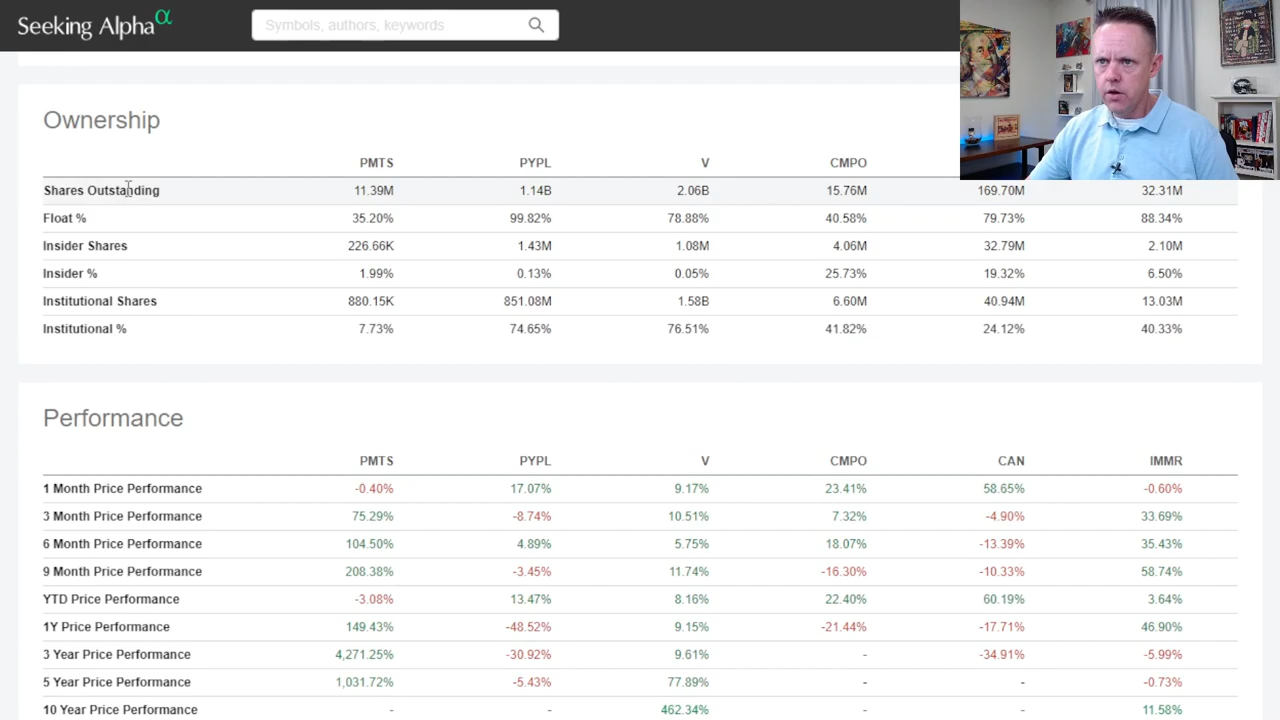 Seeking Alpha α
Symbols, authors, keywords
Ownership
PMTS PYPL V CMPO
Shares Outstanding 11.39M 1.14B 2.06B 15.76M 169.70M 32.31M
Float % 35.20% 99.82% 78.88% 40.58% 79.73% 88.34%
Insider Shares 226.66K 1.43M 1.08M 4.06M 32.79M 2.10M
Insider % 1.99% 0.13% 0.05% 25.73% 19.32% 6.50%
Institutional Shares 880.15K 851.08M 1.58B 6.60M 40.94M 13.03M
Institutional % 7.73% 74.65% 76.51% 41.82% 24.12% 40.33%
Performance
PMTS PYPL V CMPO CAN IMMR
1 Month Price Performance -0.40% 17.07% 9.17% 23.41% 58.65% -0.60%
3 Month Price Performance 75.29% -8.74% 10.51% 7.32% -4.90% 33.69%
6 Month Price Performance 104.50% 4.89% 5.75% 18.07% -13.39% 35.43%
9 Month Price Performance 208.38% -3.45% 11.74% -16.30% -10.33% 58.74%
YTD Price Performance -3.08% 13.47% 8.16% 22.40% 60.19% 3.64%
1Y Price Performance 149.43% -48.52% 9.15% -21.44% -17.71% 46.90%
3 Year Price Performance 4,271.25% -30.92% 9.61% - -34.91% -5.99%
5 Year Price Performance 1,031.72% -5.43% 77.89% - - -0.73%
10 Year Price Performance - - 462.34% - - 11.58%